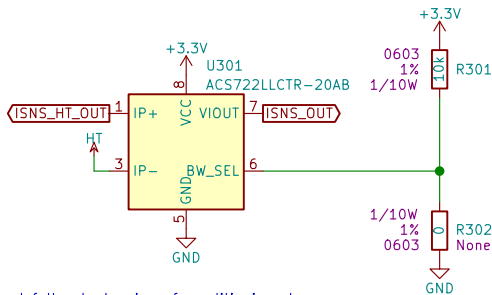 +3.3V
+3.3V
U301
ACS722LLCTR-20AB
0603
1%
1/10W
10k
R301
8
VCC
ISNS_HT_OUT
1
IP+
VIOUT
7
ISNS_OUT
HT
3
IP-
BW_SEL
6
GND
5
GND
1/10W
1%
0603
0
R302
None
GND